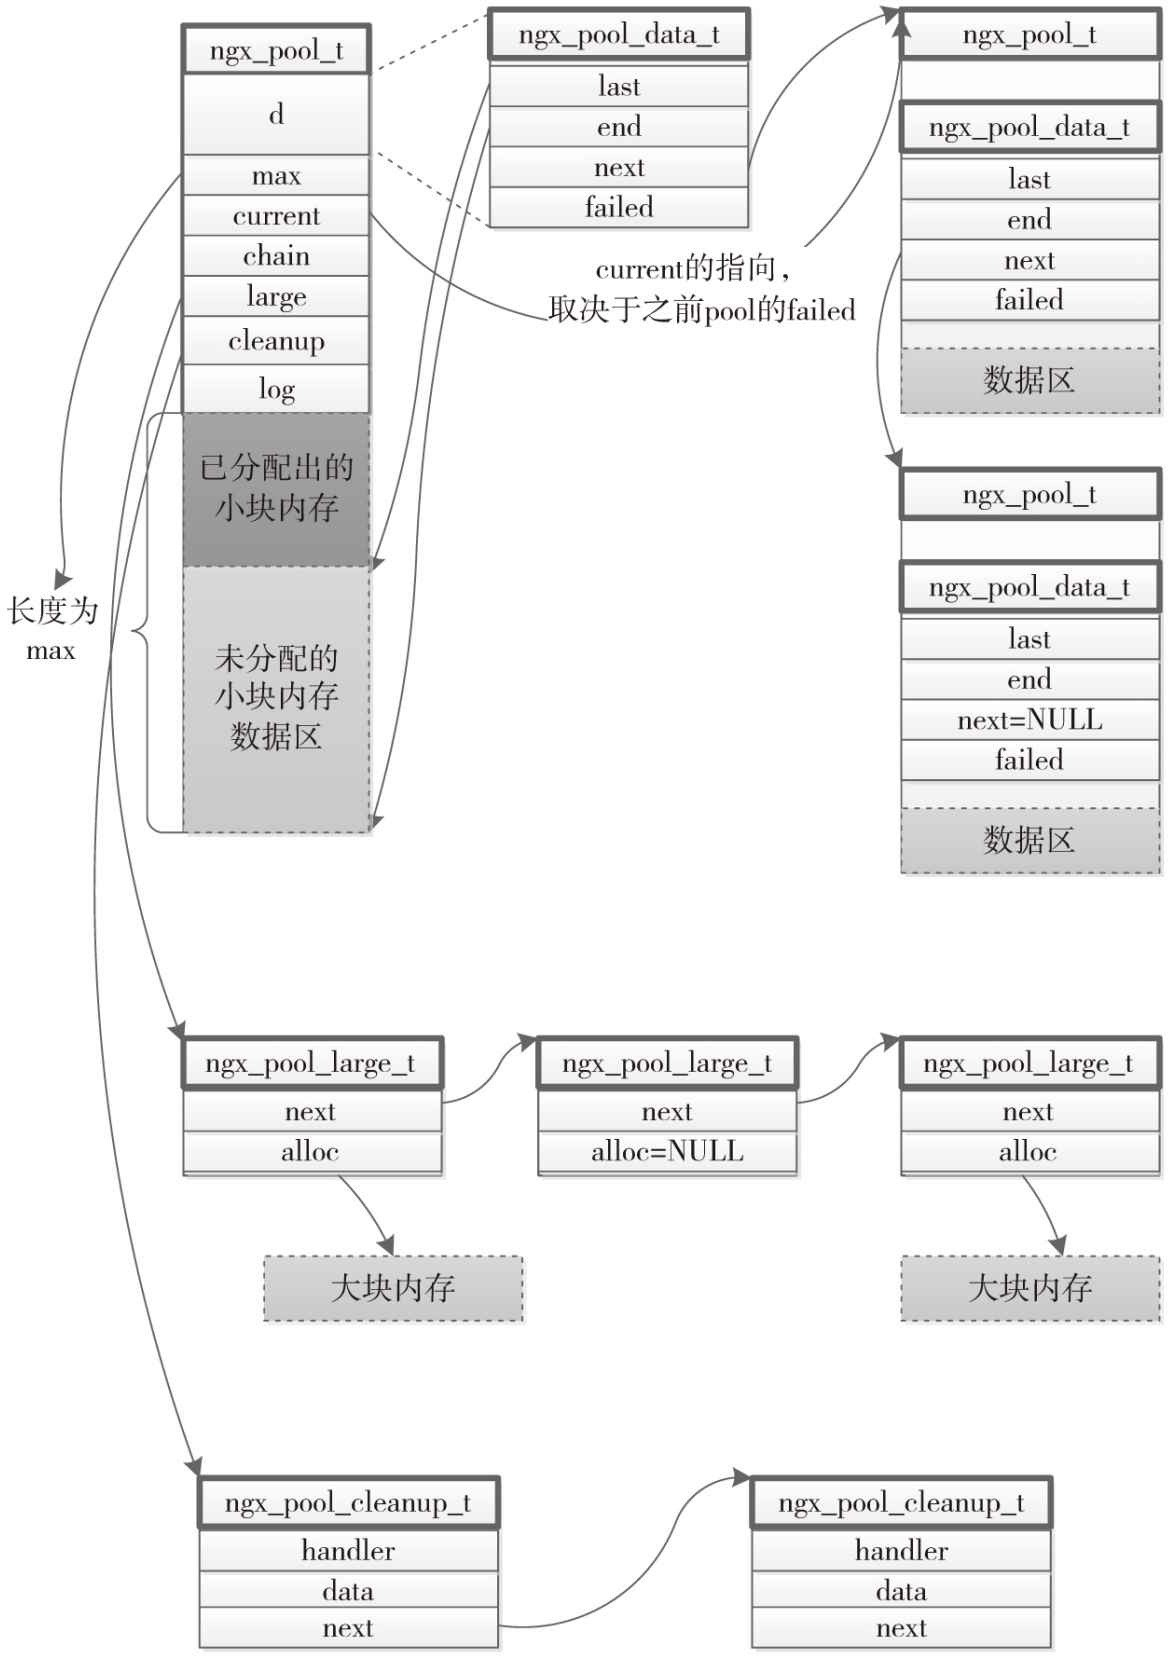 ngx_pool_t
d
max
current
chain
large
cleanup
log
已分配出的
小块内存
未分配的
小块内存
数据区
长度为
max
ngx_pool_data_t
last
end
next
failed
current的指向，
取决于之前pool的failed
ngx_pool_t
ngx_pool_data_t
last
end
next
failed
数据区
ngx_pool_t
ngx_pool_data_t
last
end
next=NULL
failed
数据区
ngx_pool_large_t
next
alloc
大块内存
ngx_pool_large_t
next
alloc=NULL
ngx_pool_large_t
next
alloc
大块内存
ngx_pool_cleanup_t
handler
data
next
ngx_pool_cleanup_t
handler
data
next